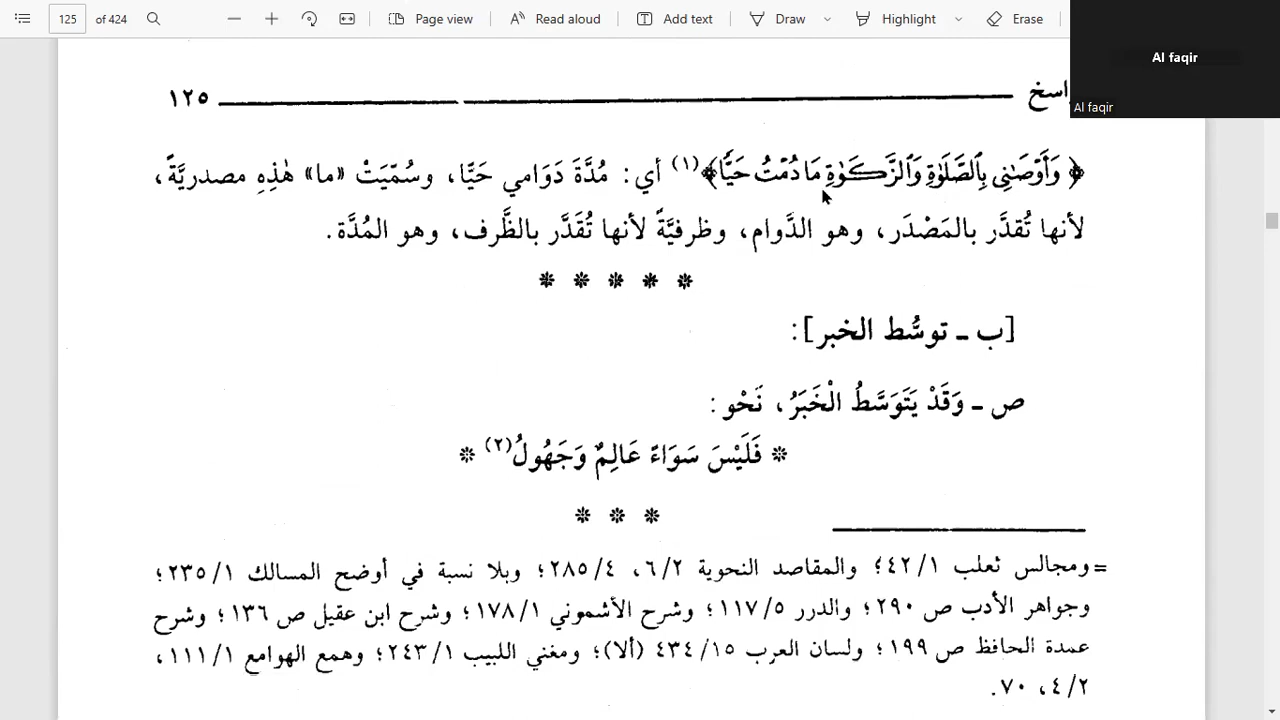 125 of 424 Page view Read aloud Add text Draw Highlight Erase
Al faqir
Al faqir
اسخ ١٢٥
﴿وَأَوْصَٰنِى بِٱلصَّلَوٰةِ وَٱلزَّكَوٰةِ مَا دُمْتُ حَيًّا﴾(١) أي: مُدَّةَ دَوَامي حَيًّا، وسُمّيَتْ «ما» هٰذِهِ مصدريَّةً،
لأنها تُقدَّر بالمَصْدَر، وهو الدَّوام، وظرفيَّةً لأنها تُقَدَّر بالظَّرف، وهو المُدَّة.
* * * * *
[ب ـ توسُّط الخبر]:
ص ـ وَقَدْ يَتَوَسَّطُ الْخَبَرُ، نَحْو:
* فَلَيْسَ سَوَاءً عَالِمٌ وَجَهُولُ(٢) *
* * *
= ومجالس ثعلب ٤٢/١؛ والمقاصد النحوية ٦/٢، ٢٨٥/٤؛ وبلا نسبة في أوضح المسالك ٢٣٥/١؛
وجواهر الأدب ص ٢٩٠؛ والدرر ١١٧/٥؛ وشرح الأشموني ١٧٨/١؛ وشرح ابن عقيل ص ١٣٦؛ وشرح
عمدة الحافظ ص ١٩٩؛ ولسان العرب ٤٣٤/١٥ (ألا)؛ ومغني اللبيب ٢٤٣/١؛ وهمع الهوامع ١١١/١،
٤/٢، ٧٠.